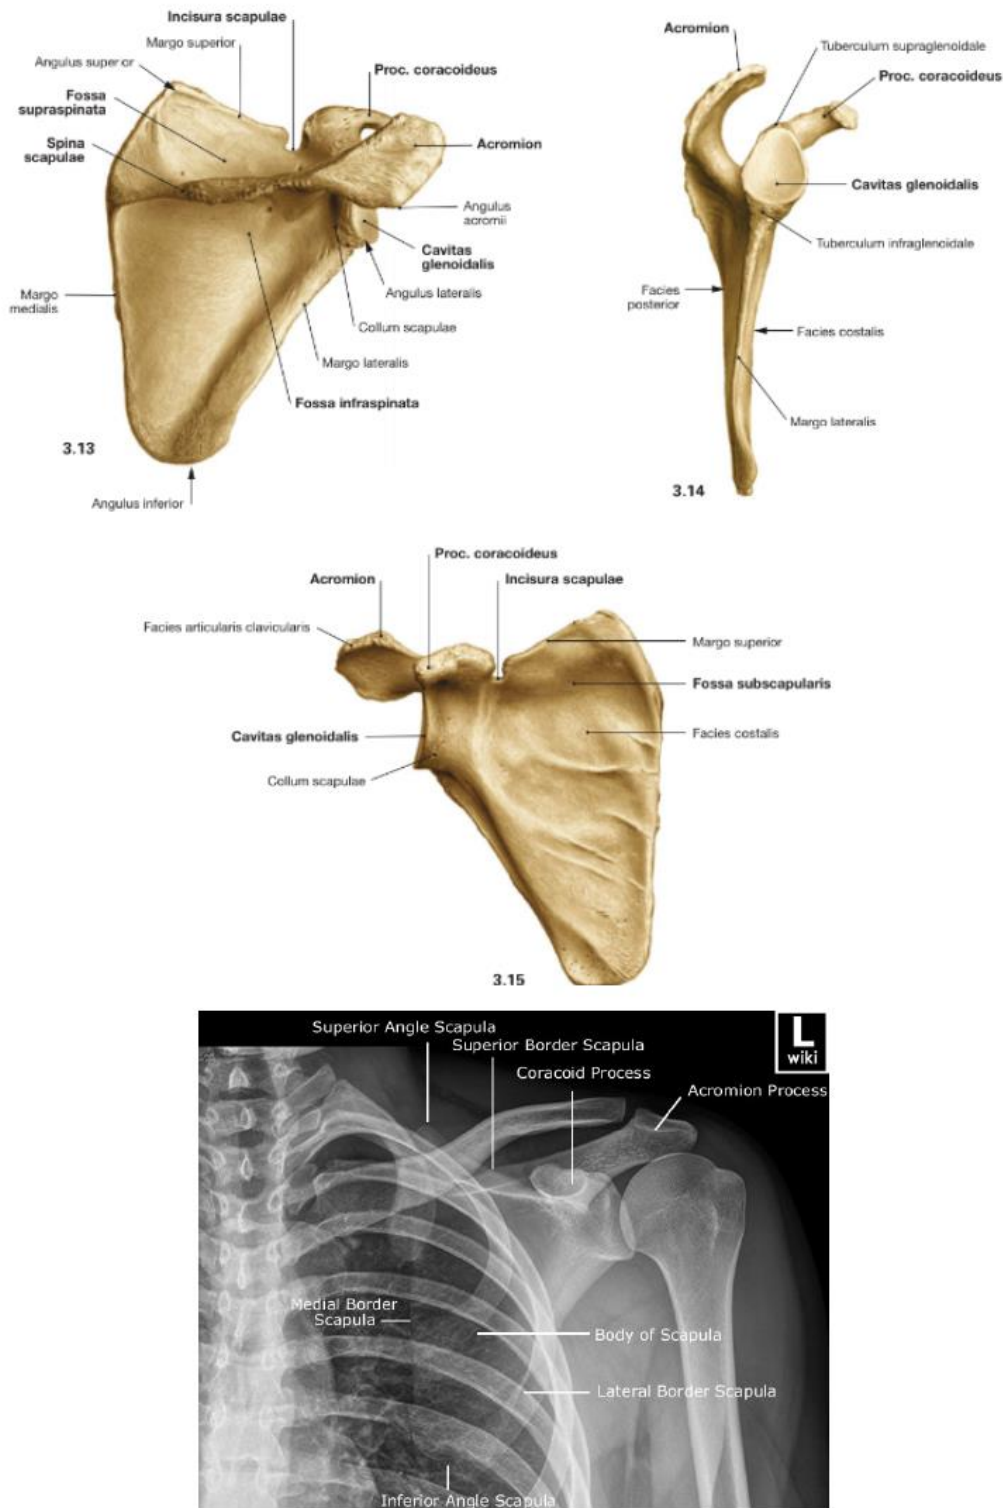 Incisura scapulae
Margo superior
Angulus superior
Fossa
supraspinata
Spina
scapulae
Proc. coracoideus
Acromion
Angulus
acromii
Cavitas
glenoidalis
Angulus lateralis
Collum scapulae
Margo lateralis
Fossa infraspinata
Margo
medialis
3.13
Angulus inferior
Acromion
Tuberculum supraglenoidale
Proc. coracoideus
Cavitas glenoidalis
Tuberculum infraglenoidale
Facies
posterior
Facies costalis
Margo lateralis
3.14
Proc. coracoideus
Acromion
Incisura scapulae
Facies articularis clavicularis
Margo superior
Fossa subscapularis
Cavitas glenoidalis
Facies costalis
Collum scapulae
3.15
Superior Angle Scapula
Superior Border Scapula
Coracoid Process
L
wiki
Acromion Process
Medial Border
Scapula
Body of Scapula
Lateral Border Scapula
Inferior Angle Scapula